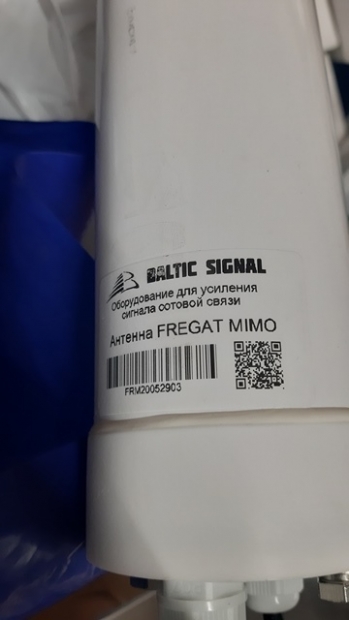 BALTIC SIGNAL
Оборудование для усиления
сигнала сотовой связи
Антенна FREGAT MIMO
FRM20052903